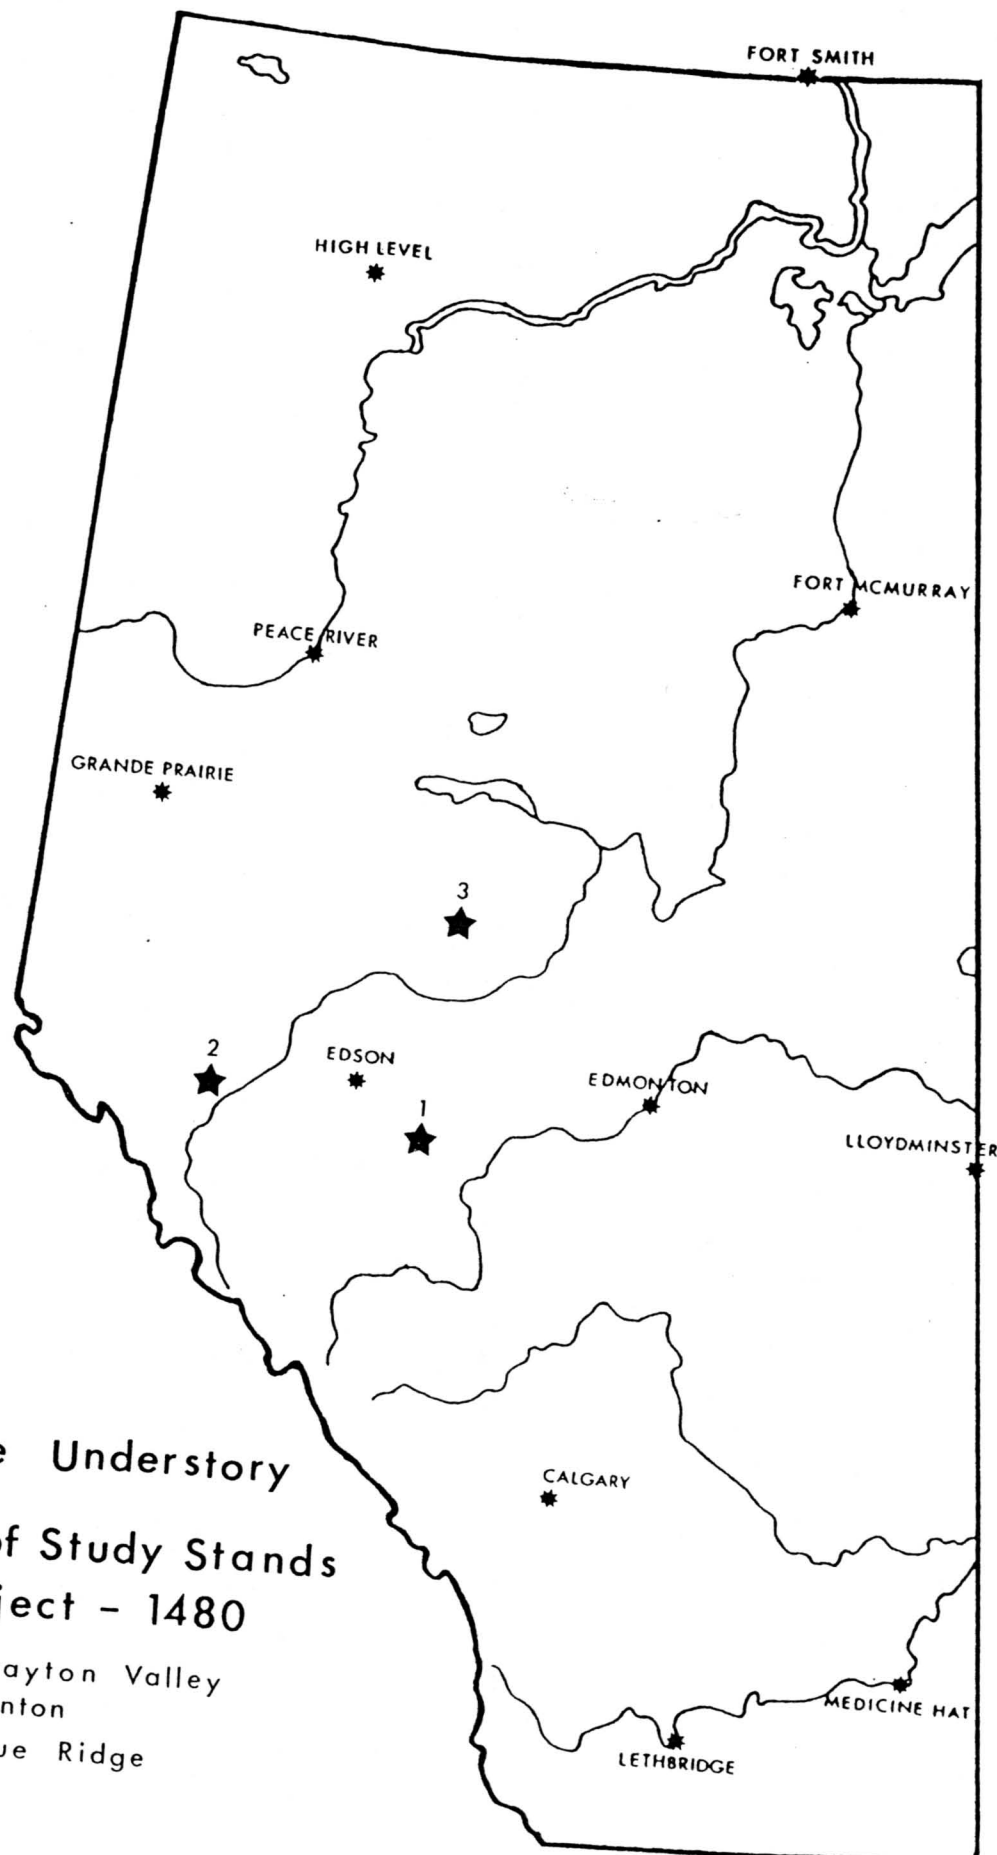 FORT SMITH
HIGH LEVEL
FORT MCMURRAY
PEACE RIVER
GRANDE PRAIRIE
3
2
EDSON
EDMONTON
1
LLOYDMINSTER
e Understory
CALGARY
of Study Stands
ject – 1480
ayton Valley
nton
MEDICINE HAT
ue Ridge
LETHBRIDGE